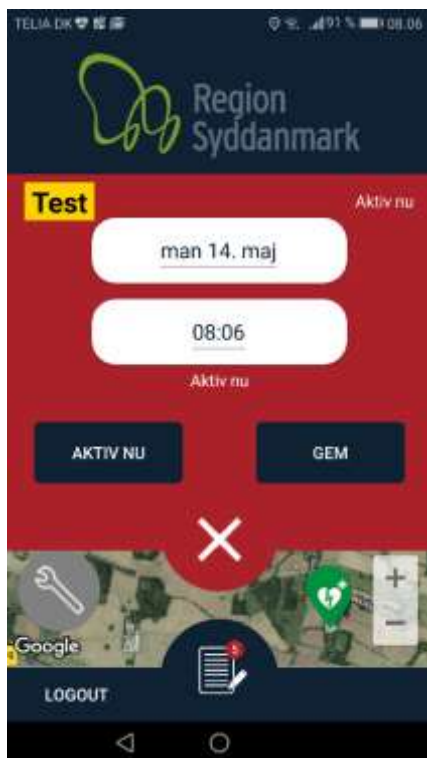 TELIA DK 91 % 08.06
Region
Syddanmark
Test
Aktiv nu
man 14. maj
08:06
Aktiv nu
AKTIV NU GEM
+
−
Google
LOGOUT